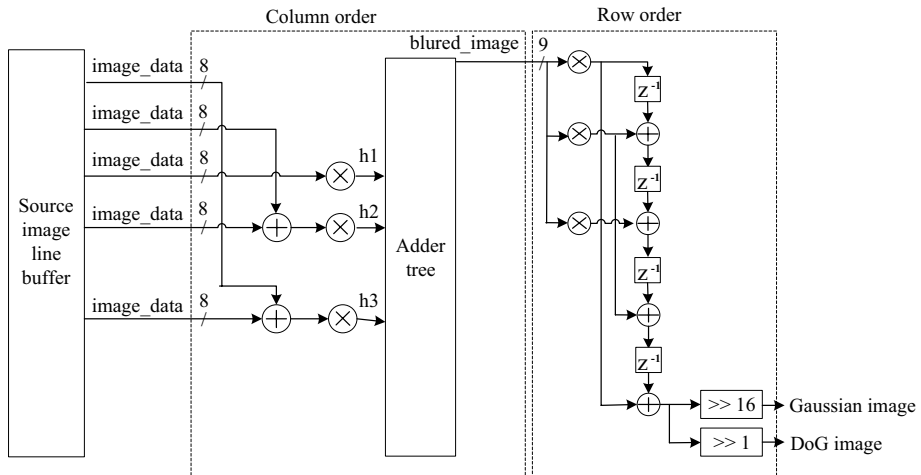 Column order
Row order
blured_image
9
image_data 8
image_data 8
image_data 8
h1
image_data 8
h2
image_data 8
h3
Source
image
line
buffer
Adder
tree
z⁻¹
z⁻¹
z⁻¹
z⁻¹
>> 16
Gaussian image
>> 1
DoG image